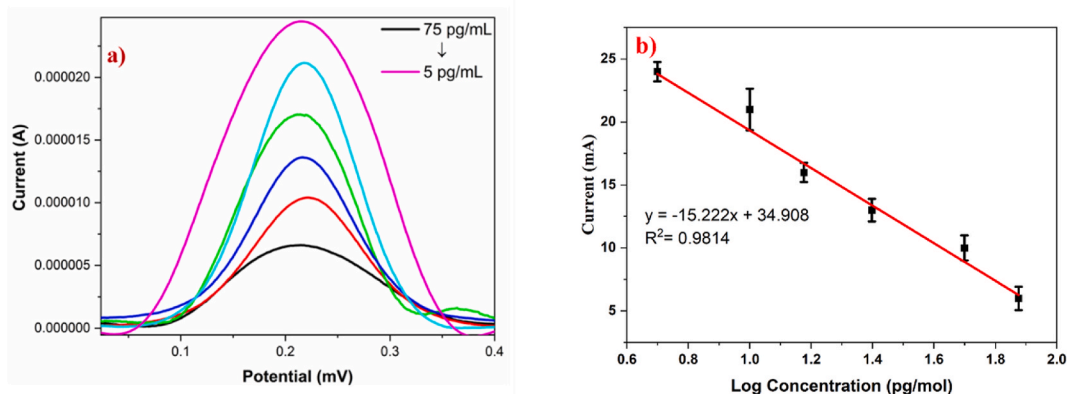 a)
75 pg/mL
↓
5 pg/mL
0.000020
0.000015
0.000010
0.000005
0.000000
Current (A)
0.1 0.2 0.3 0.4
Potential (mV)
b)
25
20
15
10
5
Current (mA)
y = -15.222x + 34.908
R²= 0.9814
0.6 0.8 1.0 1.2 1.4 1.6 1.8 2.0
Log Concentration (pg/mol)